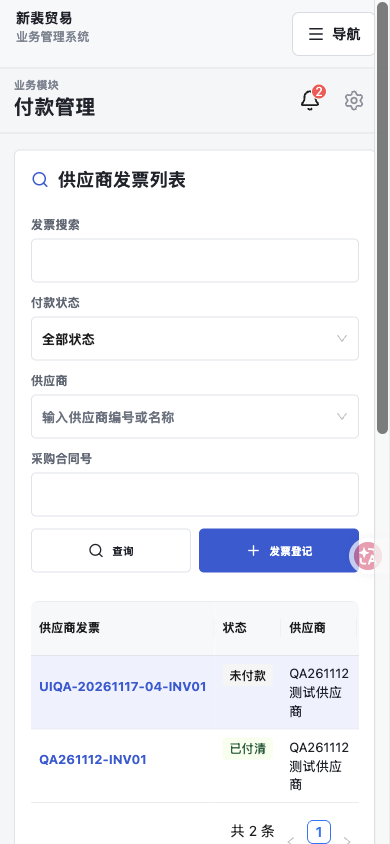 新裴贸易
业务管理系统
导航
业务模块
付款管理
2
供应商发票列表
发票搜索
付款状态
全部状态
供应商
输入供应商编号或名称
采购合同号
查询
发票登记
供应商发票 状态 供应商
UIQA-20261117-04-INV01 未付款 QA261112
测试供应
商
QA261112-INV01 已付清 QA261112
测试供应
商
共 2 条 1